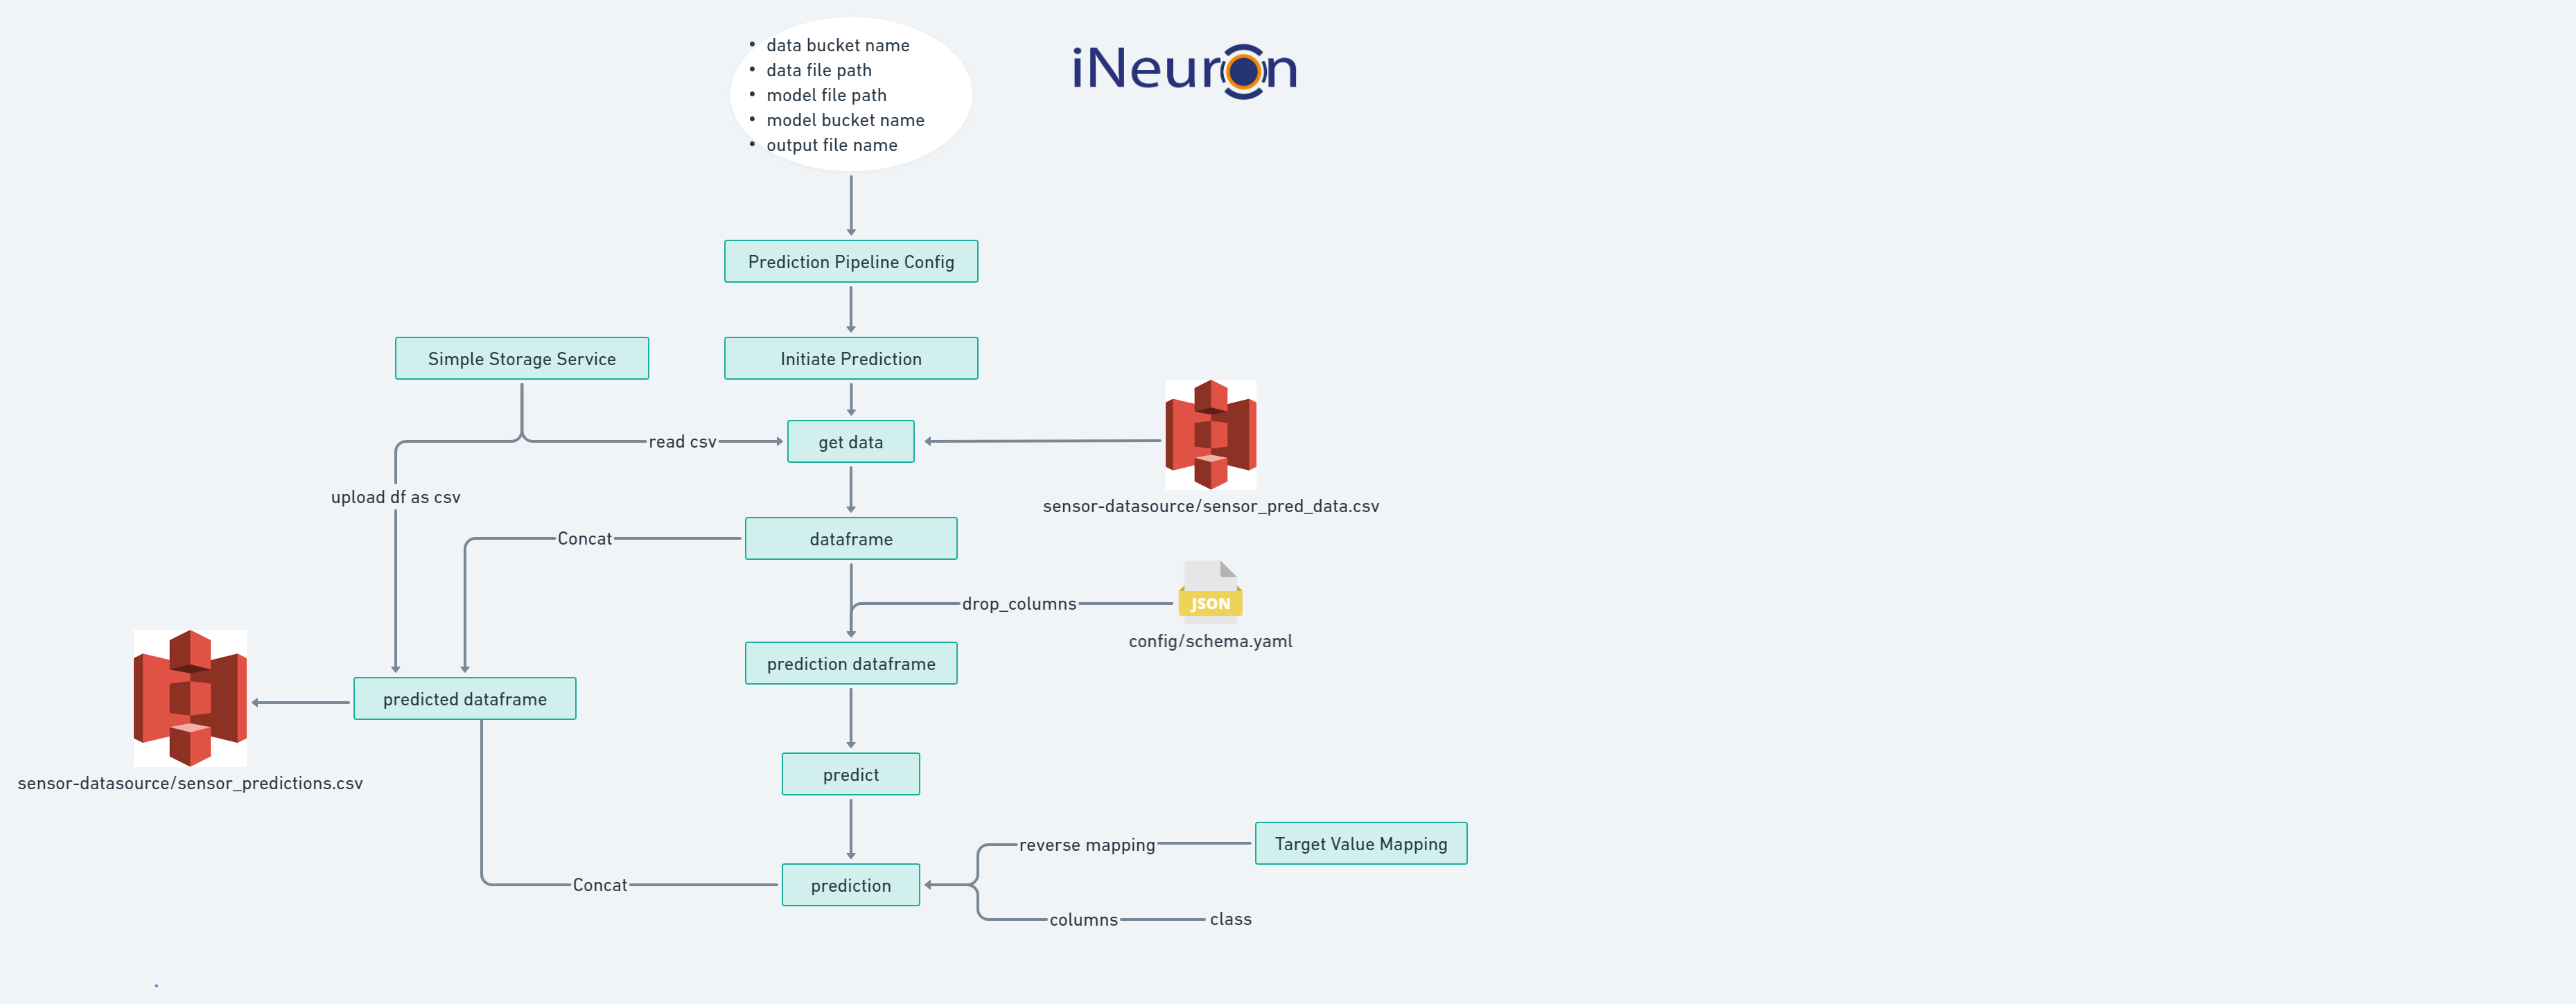 • data bucket name
• data file path
• model file path
• model bucket name
• output file name
iNeuron
Prediction Pipeline Config
Simple Storage Service
Initiate Prediction
read csv
get data
upload df as csv
sensor-datasource/sensor_pred_data.csv
Concat
dataframe
drop_columns
JSON
config/schema.yaml
prediction dataframe
predicted dataframe
sensor-datasource/sensor_predictions.csv
predict
reverse mapping
Target Value Mapping
Concat
prediction
columns
class